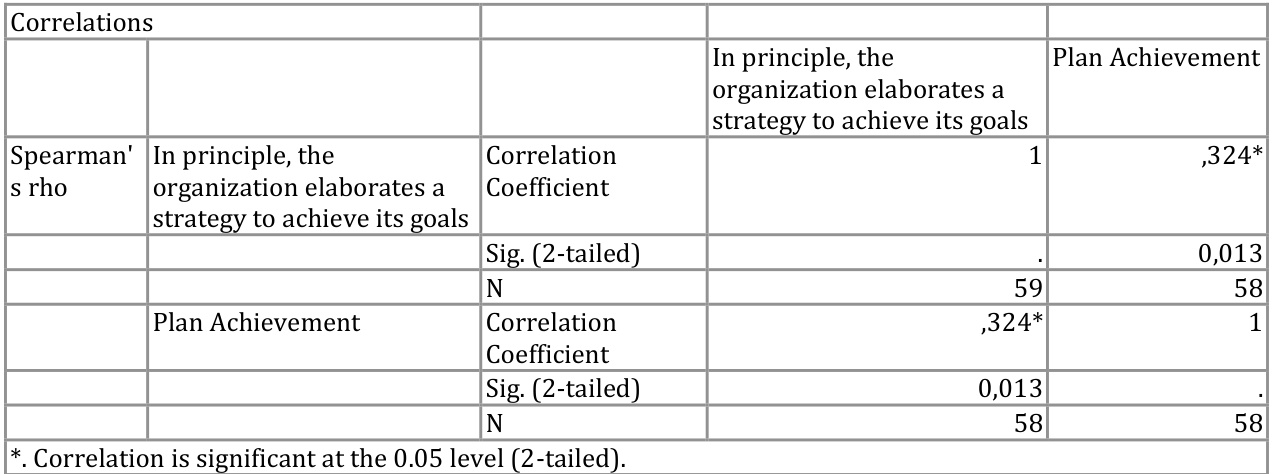 Correlations
In principle, the Plan Achievement
organization elaborates a
strategy to achieve its goals
Spearman' In principle, the Correlation 1 ,324*
s rho organization elaborates a Coefficient
strategy to achieve its goals
Sig. (2-tailed) . 0,013
N 59 58
Plan Achievement Correlation ,324* 1
Coefficient
Sig. (2-tailed) 0,013 .
N 58 58
*. Correlation is significant at the 0.05 level (2-tailed).